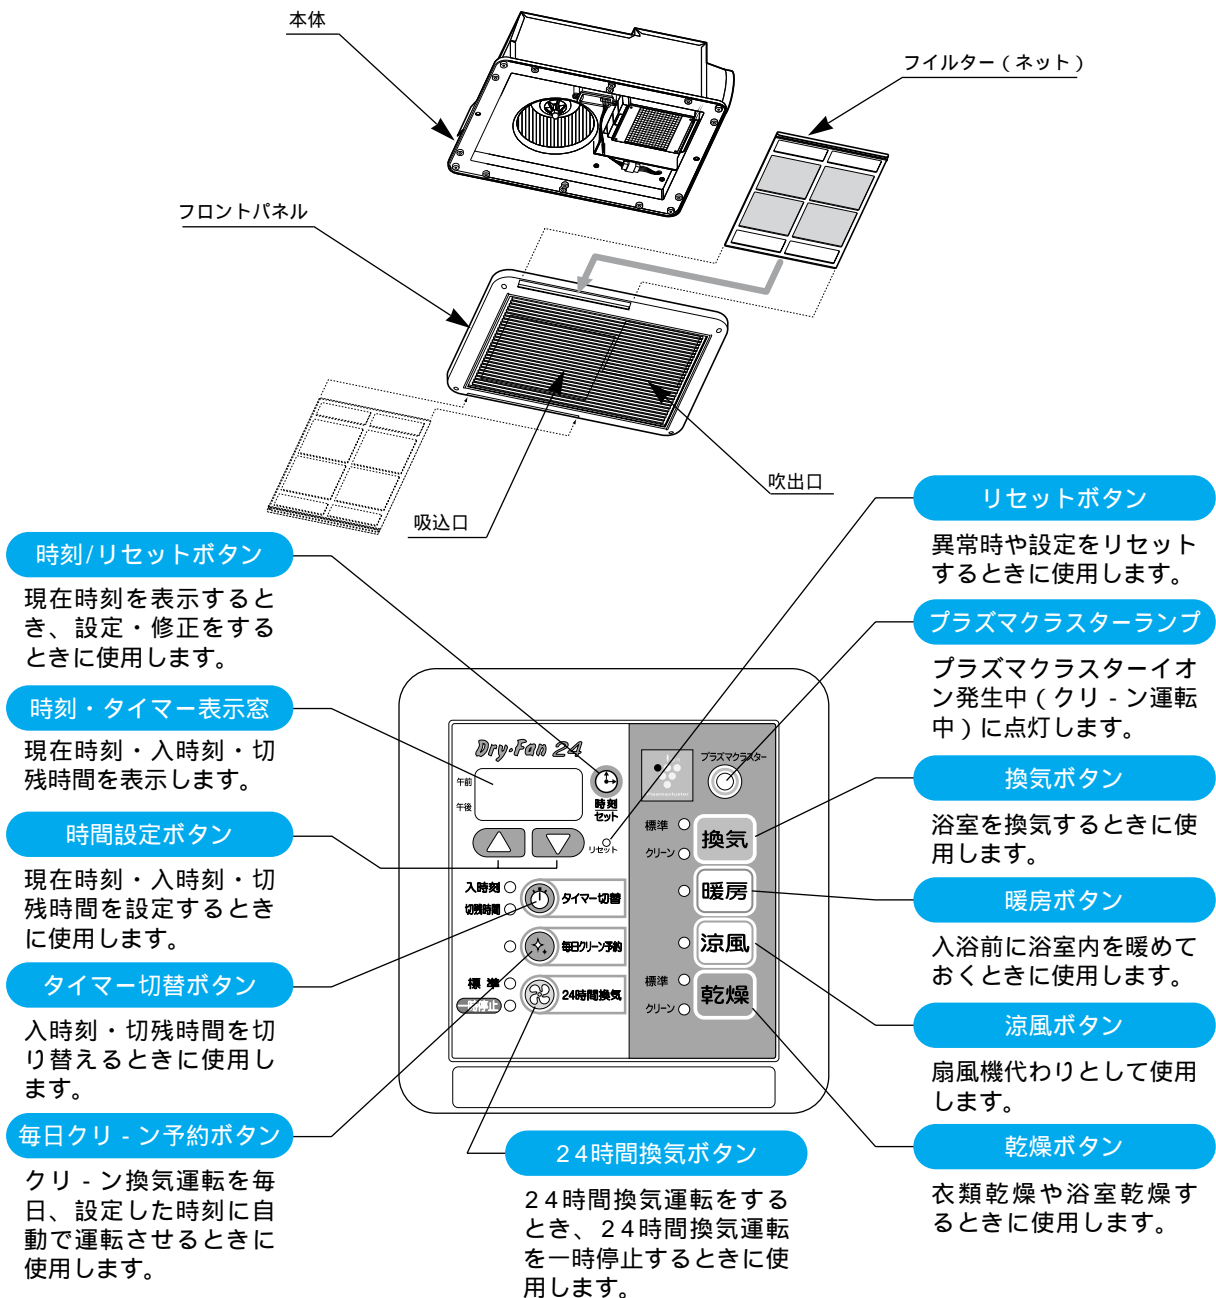 本体
フイルター（ネット）
フロントパネル
吹出口
吸込口
時刻/リセットボタン
現在時刻を表示すると
き、設定・修正をする
ときに使用します。
時刻・タイマー表示窓
現在時刻・入時刻・切
残時間を表示します。
時間設定ボタン
現在時刻・入時刻・切
残時間を設定するとき
に使用します。
タイマー切替ボタン
入時刻・切残時間を切
り替えるときに使用し
ます。
毎日クリ-ン予約ボタン
クリ-ン換気運転を毎
日、設定した時刻に自
動で運転させるときに
使用します。
Dry・Fan 24
午前
午後
時刻
セット
リセット
入時刻
切残時間
タイマー切替
毎日クリーン予約
標準
一時停止
24時間換気
プラズマクラスター
標準
クリーン
換気
暖房
涼風
標準
クリーン
乾燥
24時間換気ボタン
24時間換気運転をする
とき、24時間換気運転
を一時停止するときに使
用します。
リセットボタン
異常時や設定をリセット
するときに使用します。
プラズマクラスターランプ
プラズマクラスターイオ
ン発生中（クリ-ン運転
中）に点灯します。
換気ボタン
浴室を換気するときに使
用します。
暖房ボタン
入浴前に浴室内を暖めて
おくときに使用します。
涼風ボタン
扇風機代わりとして使用
します。
乾燥ボタン
衣類乾燥や浴室乾燥す
るときに使用します。